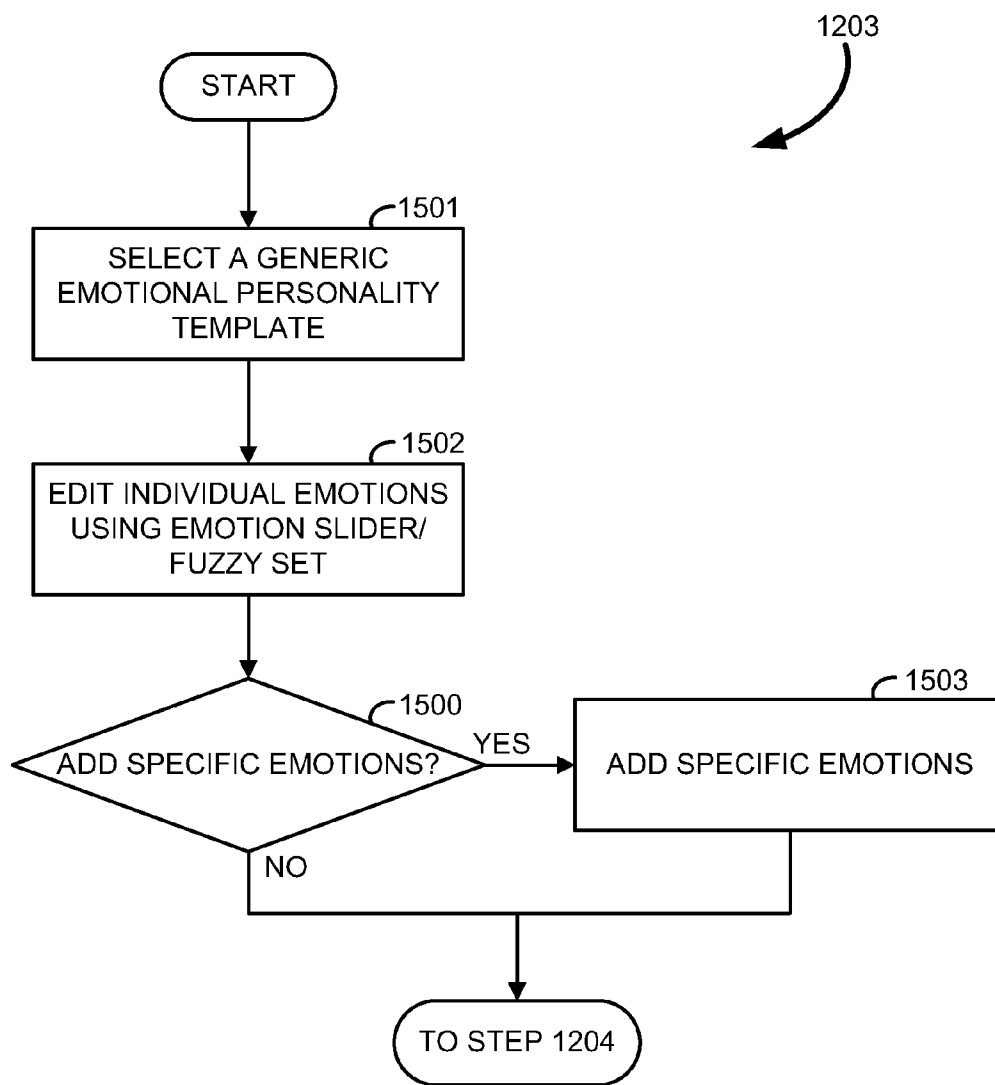 1203
START
1501
SELECT A GENERIC
EMOTIONAL PERSONALITY
TEMPLATE
1502
EDIT INDIVIDUAL EMOTIONS
USING EMOTION SLIDER/
FUZZY SET
1500
ADD SPECIFIC EMOTIONS?
YES
1503
ADD SPECIFIC EMOTIONS
NO
TO STEP 1204